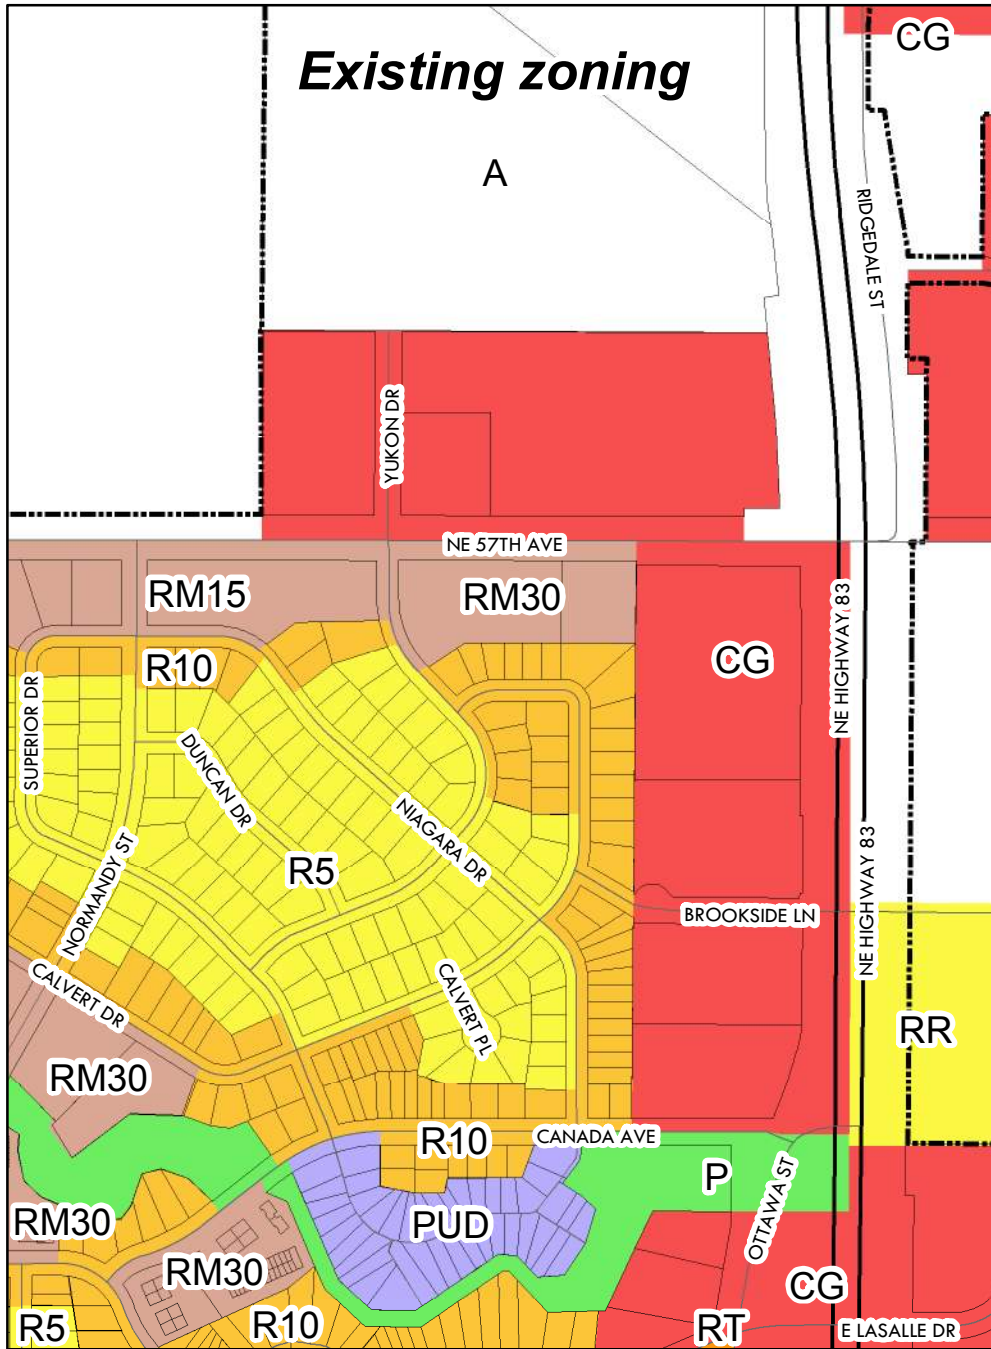 CG
Existing zoning
A
RIDGEDALE ST
YUKON DR
NE 57TH AVE
RM15
RM30
NE HIGHWAY 83
R10
CG
SUPERIOR DR
DUNCAN DR
NIAGARA DR
R5
NORMANDY ST
NE HIGHWAY 83
BROOKSIDE LN
CALVERT DR
CALVERT PL
RR
RM30
R10
CANADA AVE
P
OTTAWA ST
RM30
PUD
RM30
CG
R5
R10
RT
E LASALLE DR